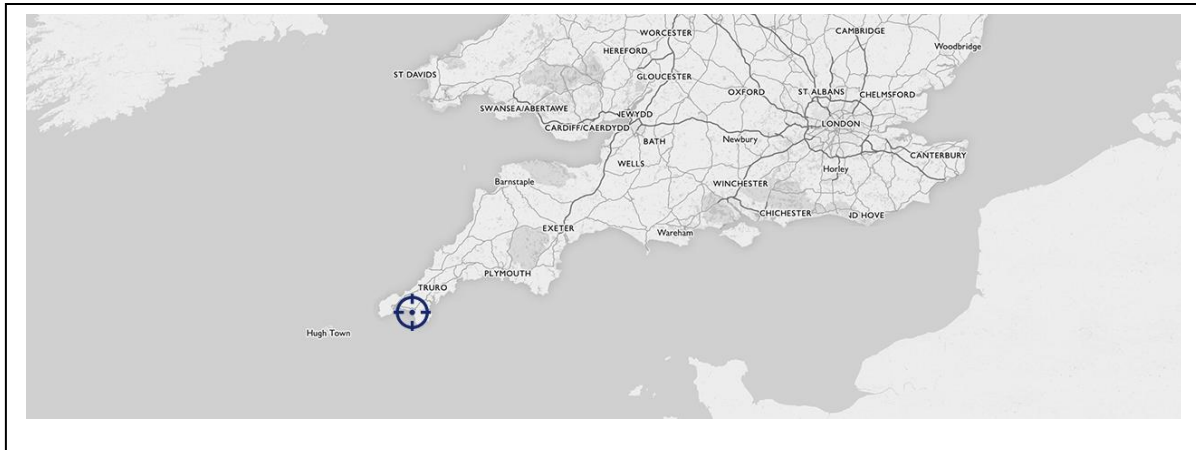 WORCESTER
CAMBRIDGE
Woodbridge
HEREFORD
ST DAVIDS
GLOUCESTER
OXFORD
ST ALBANS
CHELMSFORD
SWANSEA/ABERTAWE
NEWYDD
CARDIFF/CAERDYDD
LONDON
BATH
Newbury
CANTERBURY
WELLS
Horley
Barnstaple
WINCHESTER
CHICHESTER
ND HOVE
EXETER
Wareham
PLYMOUTH
TRURO
Hugh Town